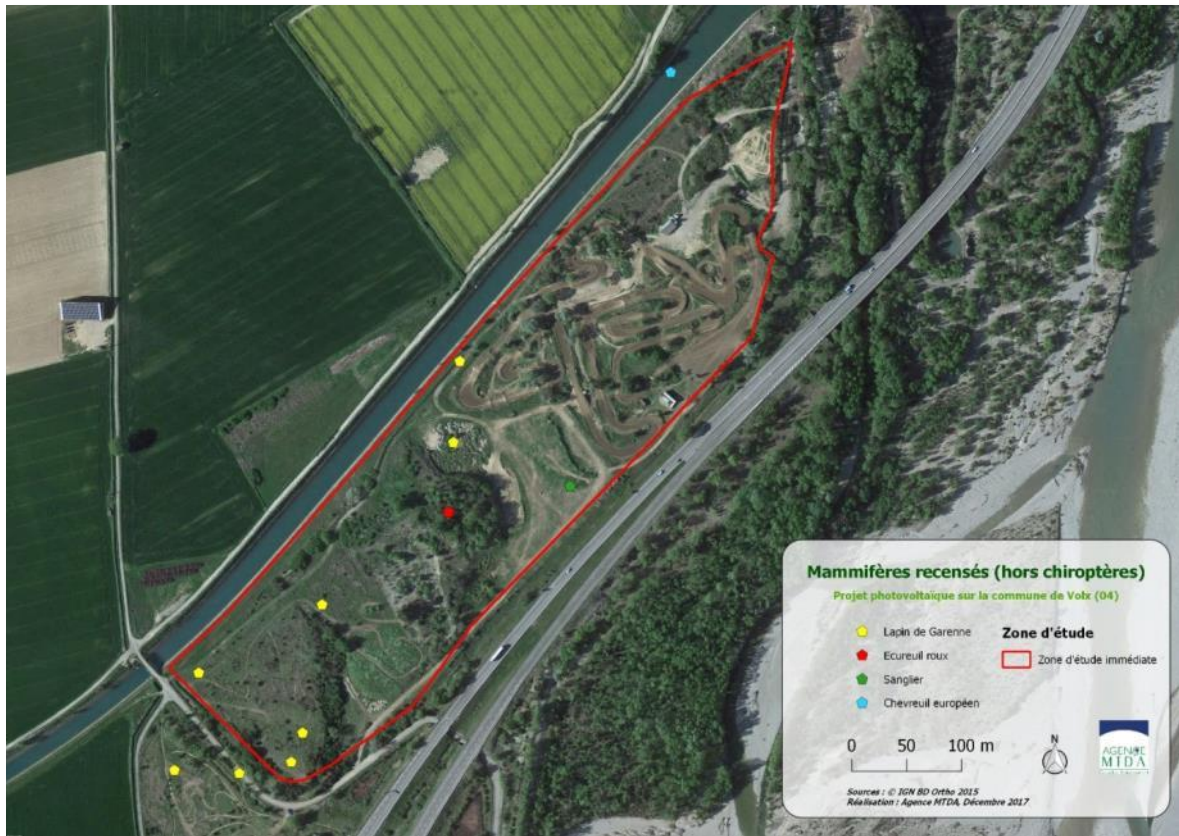 Mammifères recensés (hors chiroptères)
Projet photovoltaïque sur la commune de Volx (04)
Lapin de Garenne
Ecureuil roux
Sanglier
Chevreuil européen
Zone d'étude
Zone d'étude immédiate
0 50 100 m
N
AGENCE
MTDA
Sources : © IGN BD Ortho 2015
Réalisation : Agence MTDA, Décembre 2017